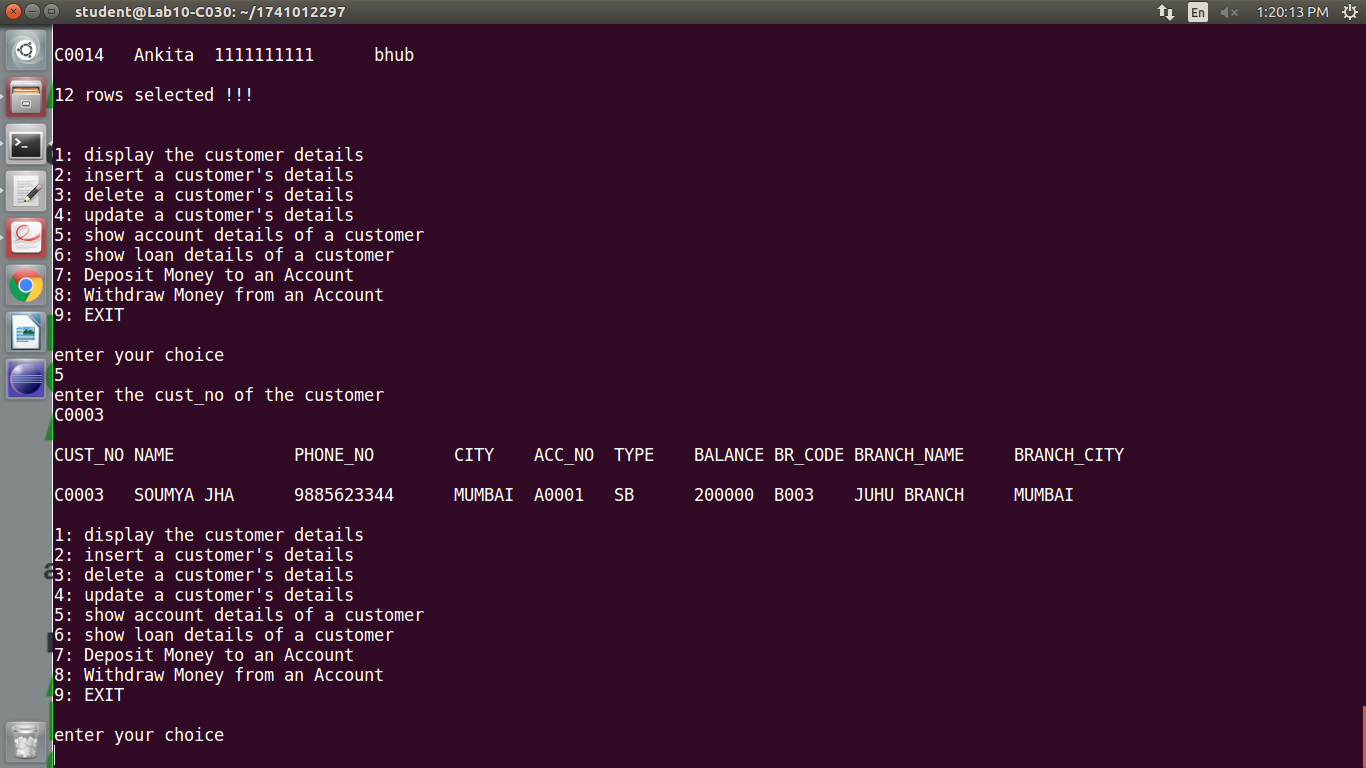 student@Lab10-C030: ~/1741012297
En
1:20:13 PM
C0014 Ankita 1111111111 bhub
12 rows selected !!!
1: display the customer details
2: insert a customer's details
3: delete a customer's details
4: update a customer's details
5: show account details of a customer
6: show loan details of a customer
7: Deposit Money to an Account
8: Withdraw Money from an Account
9: EXIT
enter your choice
5
enter the cust_no of the customer
C0003
CUST_NO NAME PHONE_NO CITY ACC_NO TYPE BALANCE BR_CODE BRANCH_NAME BRANCH_CITY
C0003 SOUMYA JHA 9885623344 MUMBAI A0001 SB 200000 B003 JUHU BRANCH MUMBAI
1: display the customer details
2: insert a customer's details
3: delete a customer's details
4: update a customer's details
5: show account details of a customer
6: show loan details of a customer
7: Deposit Money to an Account
8: Withdraw Money from an Account
9: EXIT
enter your choice